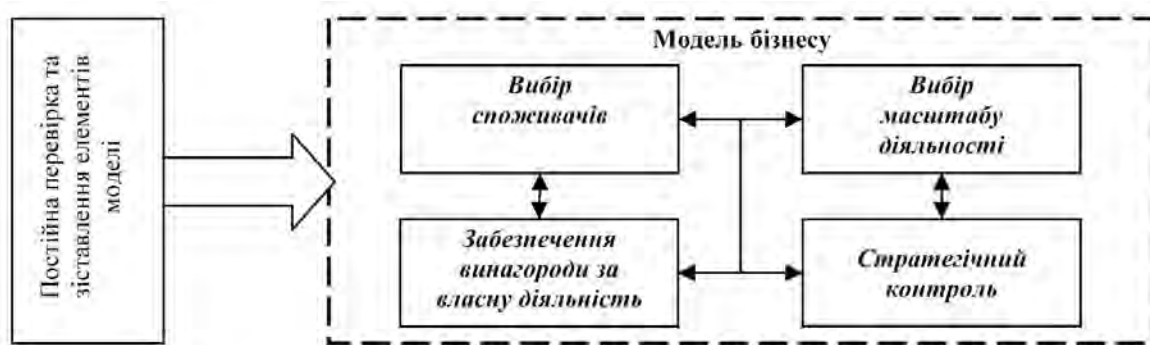 Постійна перевірка та
зіставлення елементів
моделі
Модель бізнесу
Вибір
споживачів
Вибір
масштабу
діяльності
Забезпечення
винагороди за
власну діяльність
Стратегічний
контроль